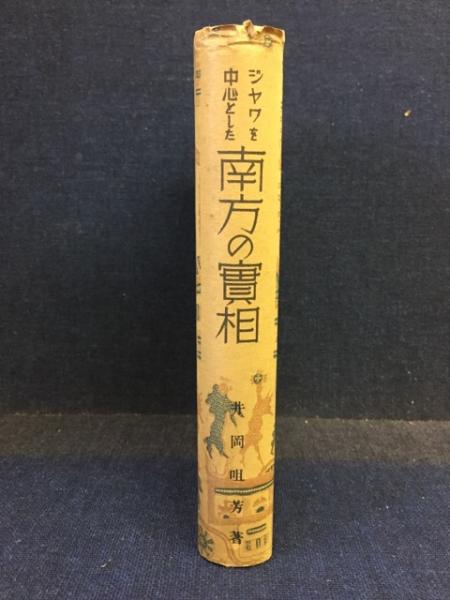 ジャワを
中心とした
南方の實相
井岡咀芳著